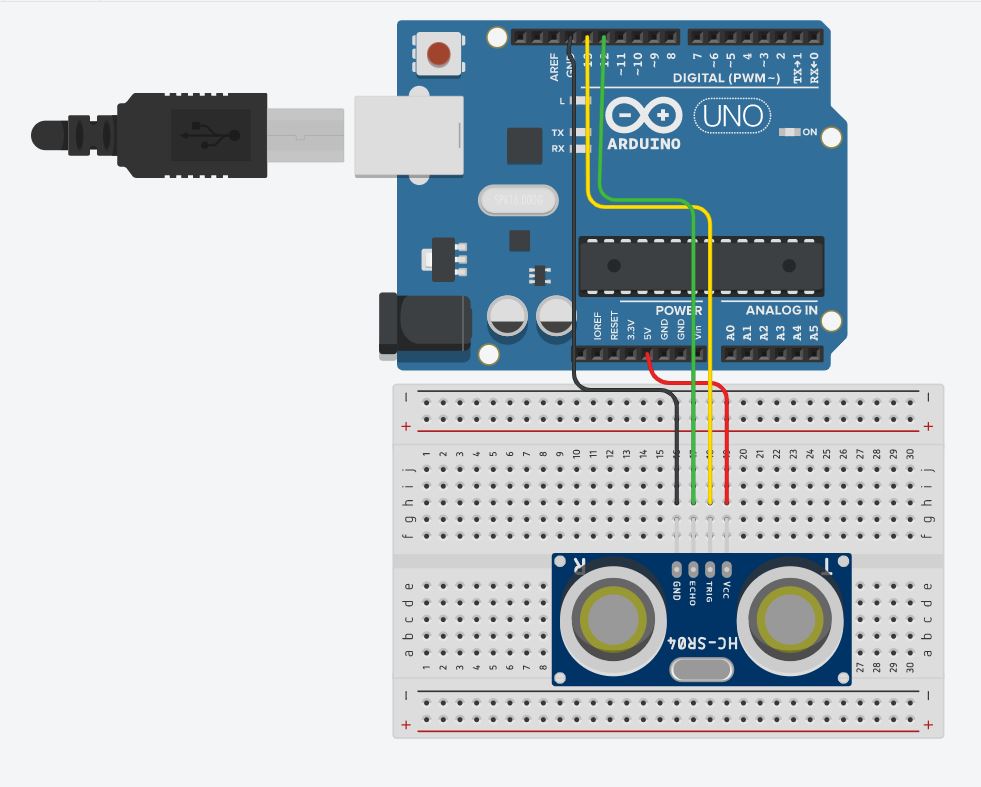 AREF GND 13 12 ~11 ~10 ~9 8 7 ~6 ~5 4 ~3 2 TX→1 RX←0
DIGITAL (PWM~)
L
TX
RX
ARDUINO
UNO
ON
SPK16.000G
POWER
ANALOG IN
IOREF RESET 3.3V 5V GND GND Vin A0 A1 A2 A3 A4 A5
− −
+ +
1 2 3 4 5 6 7 8 9 10 11 12 13 14 15 16 17 18 19 20 21 22 23 24 25 26 27 28 29 30
j j
i i
h h
g g
f f
R T
GND ECHO TRIG VCC
HC-SR04
e e
d d
c c
b b
a a
1 2 3 4 5 6 7 8 27 28 29 30
− −
+ +